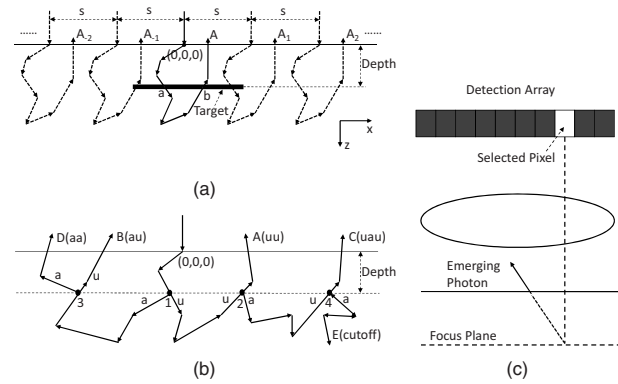 s s s s
...... ......
A-2 A-1 A A1 A2
(0,0,0)
Depth
a b
Target
x
z
(a)
D(aa) B(au) A(uu) C(uau)
(0,0,0)
Depth
a u a u u a u a
3 1 2 4
E(cutoff)
(b)
Detection Array
Selected Pixel
Emerging
Photon
Focus Plane
(c)